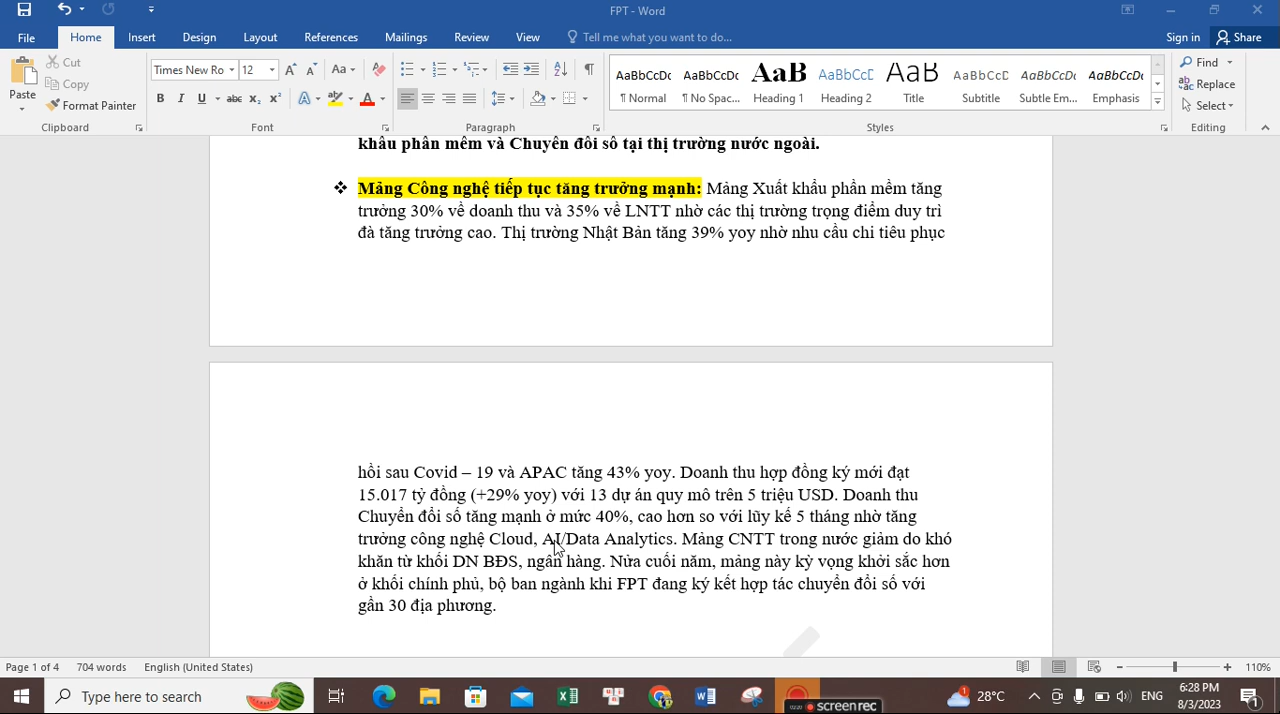 FPT - Word
File Home Insert Design Layout References Mailings Review View Tell me what you want to do... Sign in Share
Paste
Cut
Copy
Format Painter
Clipboard
Times New Ro 12
Font
Paragraph
AaBbCcDc AaBbCcDc AaB AaBbCcD AaB AaBbCcD AaBbCcDc AaBbCcDc
¶ Normal ¶ No Spac... Heading 1 Heading 2 Title Subtitle Subtle Em... Emphasis
Styles
Find
Replace
Select
Editing
khẩu phần mềm và Chuyển đổi số tại thị trường nước ngoài.
❖ Mảng Công nghệ tiếp tục tăng trưởng mạnh: Mảng Xuất khẩu phần mềm tăng
trưởng 30% về doanh thu và 35% về LNTT nhờ các thị trường trọng điểm duy trì
đà tăng trưởng cao. Thị trường Nhật Bản tăng 39% yoy nhờ nhu cầu chi tiêu phục
hồi sau Covid – 19 và APAC tăng 43% yoy. Doanh thu hợp đồng ký mới đạt
15.017 tỷ đồng (+29% yoy) với 13 dự án quy mô trên 5 triệu USD. Doanh thu
Chuyển đổi số tăng mạnh ở mức 40%, cao hơn so với lũy kế 5 tháng nhờ tăng
trưởng công nghệ Cloud, AI/Data Analytics. Mảng CNTT trong nước giảm do khó
khăn từ khối DN BĐS, ngân hàng. Nửa cuối năm, mảng này kỳ vọng khởi sắc hơn
ở khối chính phủ, bộ ban ngành khi FPT đang ký kết hợp tác chuyển đổi số với
gần 30 địa phương.
Page 1 of 4 704 words English (United States) 110%
Type here to search
screen rec
28°C
ENG
6:28 PM
8/3/2023